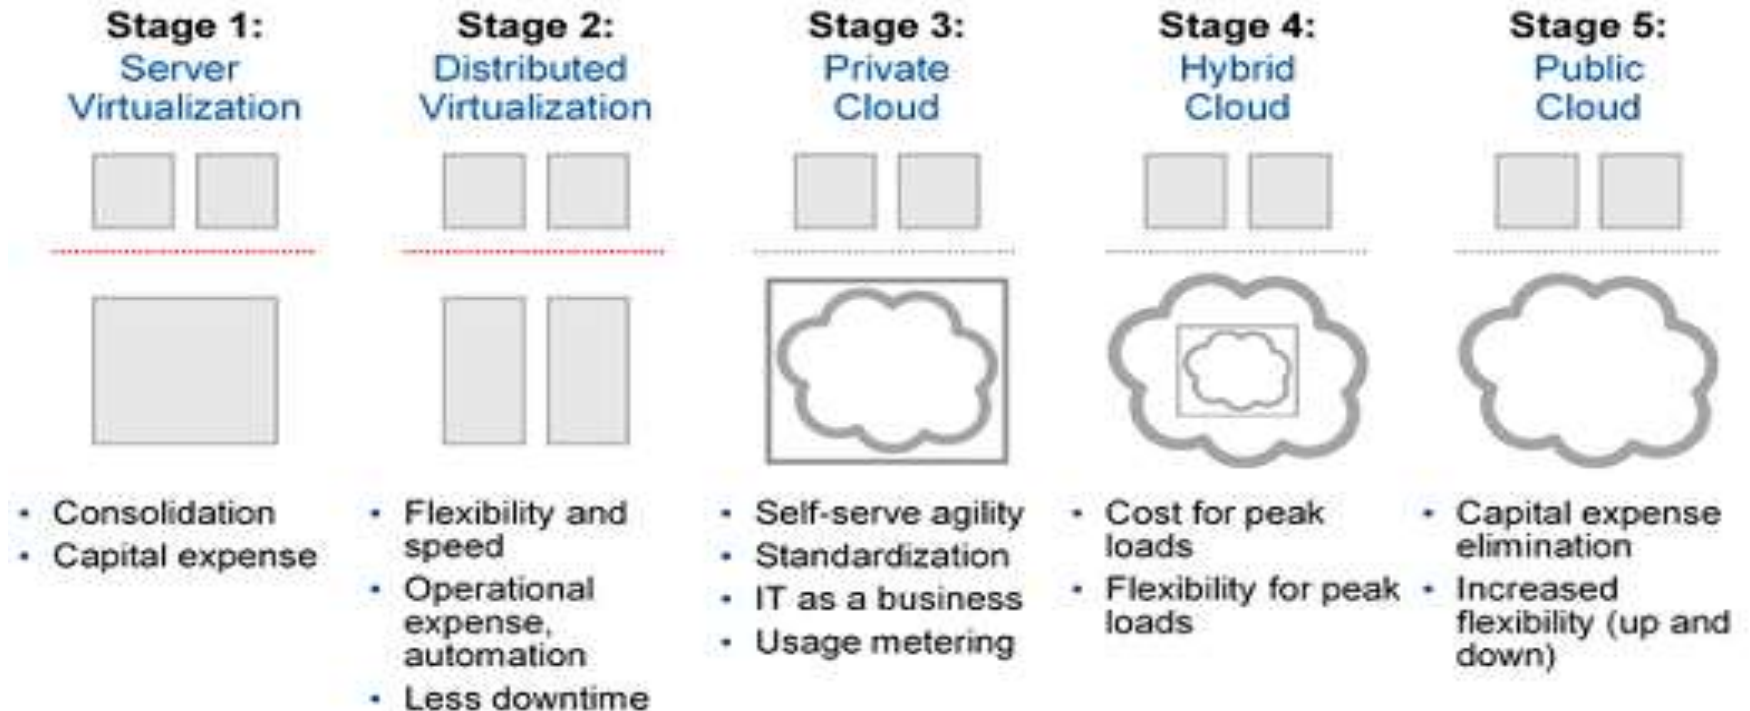 Stage 1:
Server
Virtualization
• Consolidation
• Capital expense
Stage 2:
Distributed
Virtualization
• Flexibility and
speed
• Operational
expense,
automation
• Less downtime
Stage 3:
Private
Cloud
• Self-serve agility
• Standardization
• IT as a business
• Usage metering
Stage 4:
Hybrid
Cloud
• Cost for peak
loads
• Flexibility for peak
loads
Stage 5:
Public
Cloud
• Capital expense
elimination
• Increased
flexibility (up and
down)